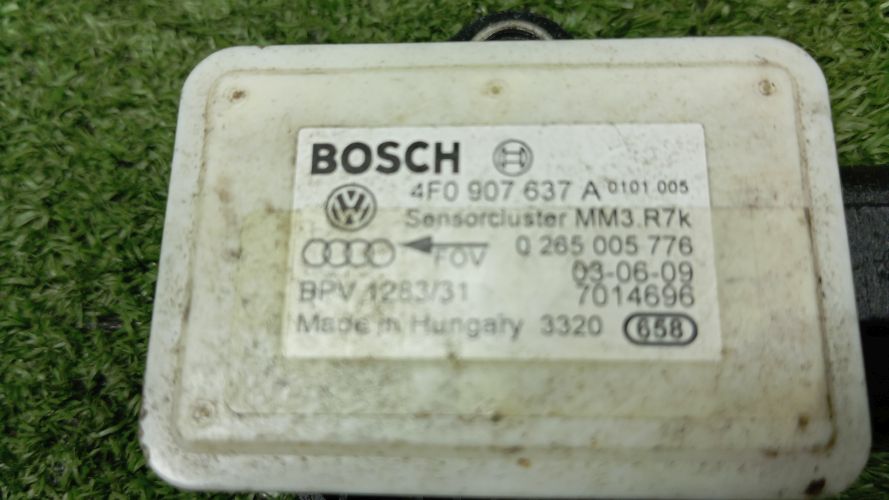 BOSCH
4F0 907 637 A 0101 005
Sensorcluster MM3.R7k
FOV 0 265 005 776
03-06-09
BPV 1283/31 7014696
Made in Hungary 3320 658